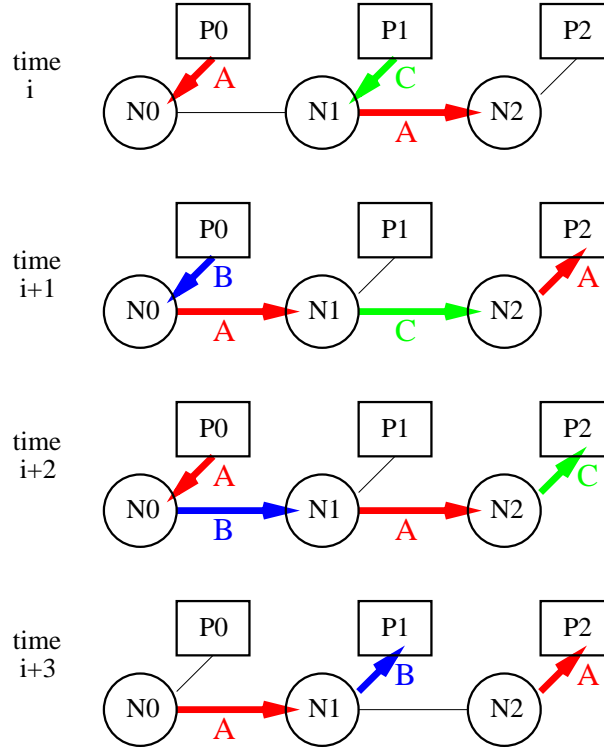 P0 P1 P2
time
i
A C
N0 N1 N2
A
P0 P1 P2
time
i+1
B A
N0 N1 N2
A C
P0 P1 P2
time
i+2
A C
N0 N1 N2
B A
P0 P1 P2
time
i+3
B A
N0 N1 N2
A